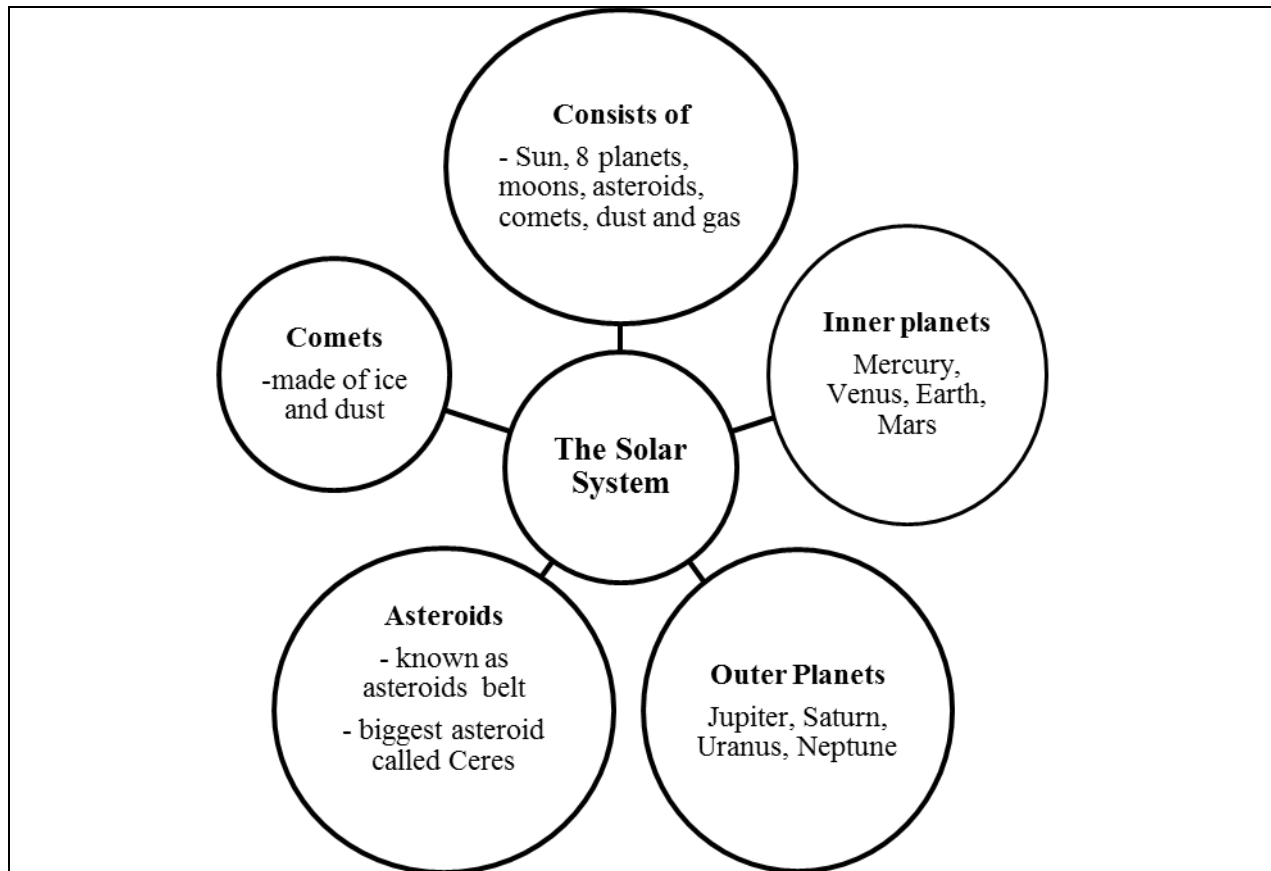 Consists of
- Sun, 8 planets,
moons, asteroids,
comets, dust and gas
Comets
-made of ice
and dust
Inner planets
Mercury,
Venus, Earth,
Mars
The Solar
System
Asteroids
- known as
asteroids belt
- biggest asteroid
called Ceres
Outer Planets
Jupiter, Saturn,
Uranus, Neptune